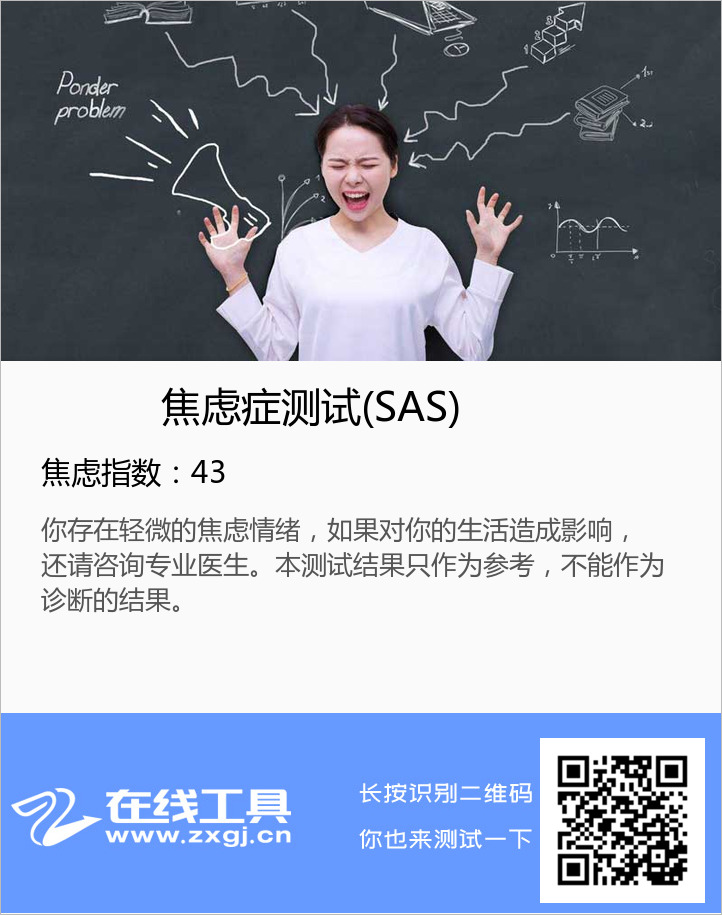 Ponder
problem
1st
2nd
1
2
焦虑症测试(SAS)
焦虑指数：43
你存在轻微的焦虑情绪，如果对你的生活造成影响，
还请咨询专业医生。本测试结果只作为参考，不能作为
诊断的结果。
在线工具
www.zxgj.cn
长按识别二维码
你也来测试一下